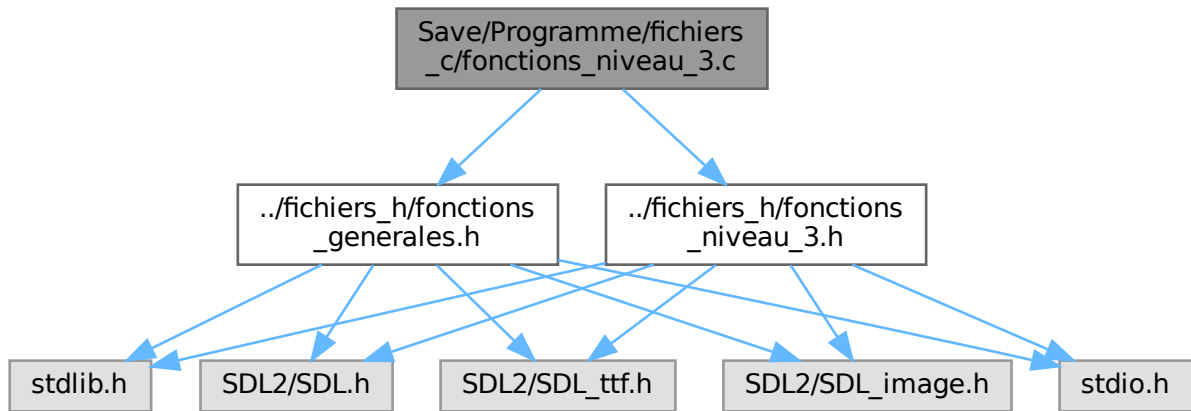 Save/Programme/fichiers
_c/fonctions_niveau_3.c
../fichiers_h/fonctions
_generales.h
../fichiers_h/fonctions
_niveau_3.h
stdlib.h
SDL2/SDL.h
SDL2/SDL_ttf.h
SDL2/SDL_image.h
stdio.h